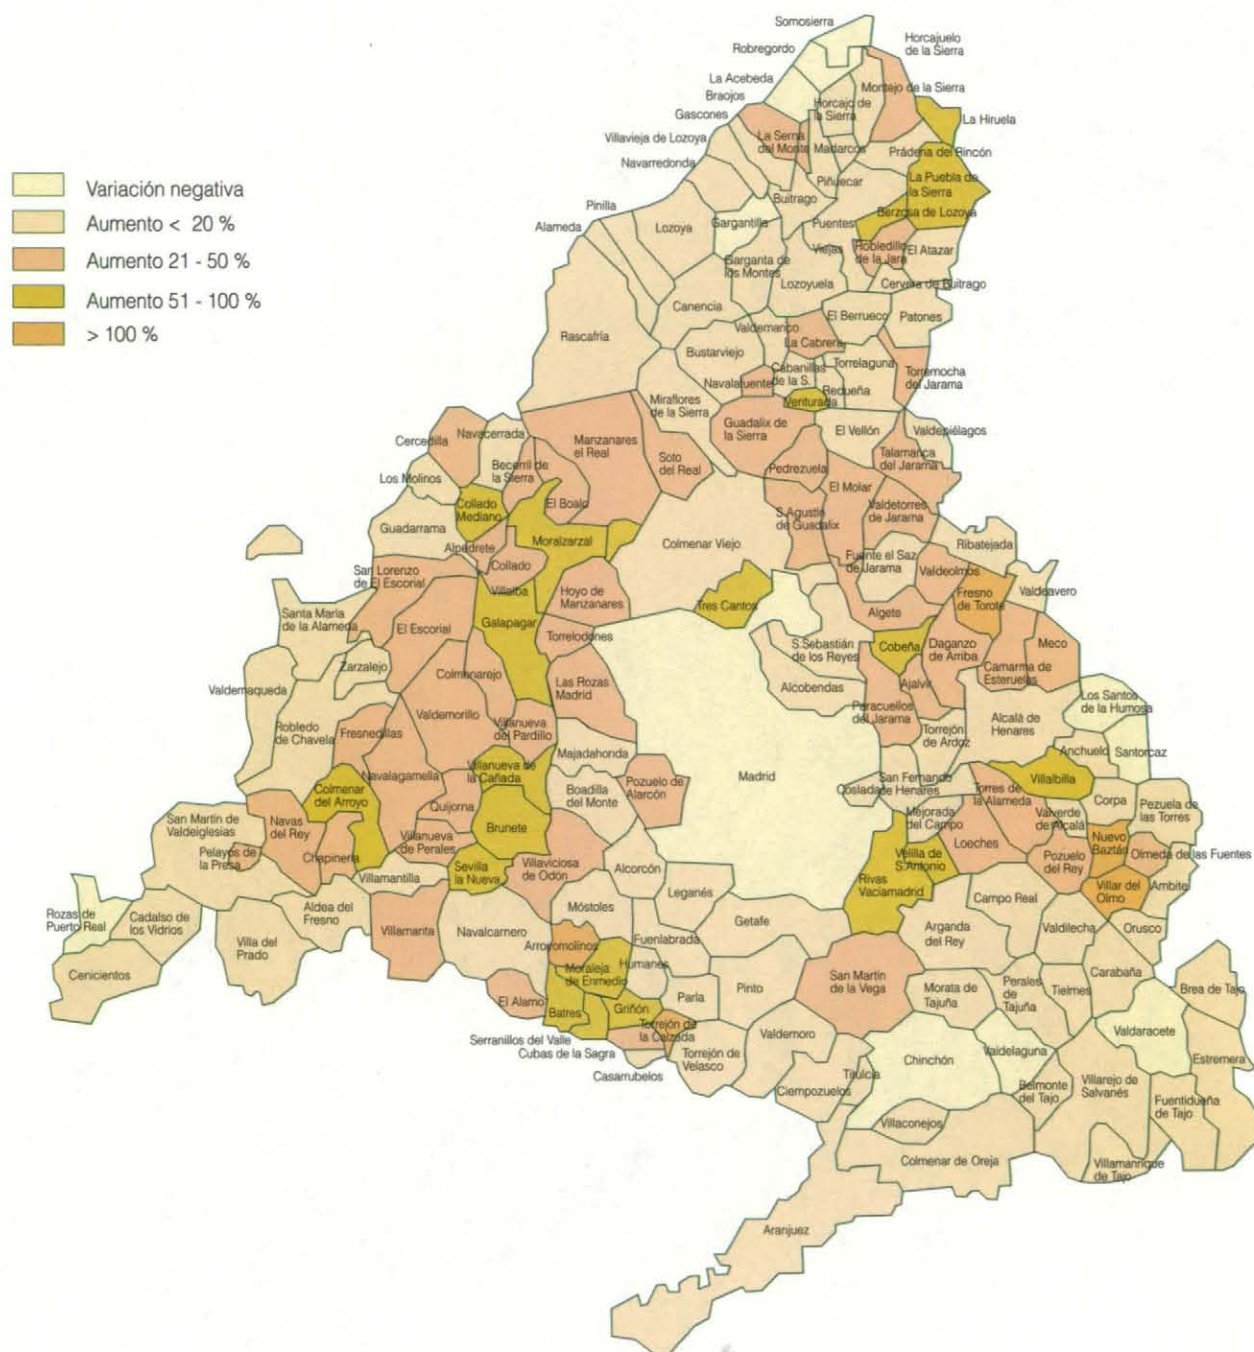 Variación negativa
Aumento < 20 %
Aumento 21 - 50 %
Aumento 51 - 100 %
> 100 %
Somosierra
Robregordo
Horcajuelo
de la Sierra
La Acebeda
Montejo de la Sierra
Braojos
Horcajo de
la Sierra
Gascones
La Hiruela
La Serna
del Monte
Villavieja de Lozoya
Madarcos
Prádena del Rincón
Navarredonda
Piñuecar
La Puebla de
la Sierra
Buitrago
Pinilla
Berzosa de Lozoya
Alameda
Lozoya
Gargantilla
Puentes
Viejas
Robledillo
de la Jara
El Atazar
Garganta de
los Montes
Lozoyuela
Cervera de Buitrago
Canencia
El Berrueco
Patones
Rascafría
Valdemanco
La Cabrera
Bustarviejo
Torrelaguna
Cabanillas
de la S.
Torremocha
del Jarama
Navalafuente
Redueña
Miraflores
de la Sierra
Venturada
Guadalix de
la Sierra
El Vellón
Valdepiélagos
Cercedilla
Navacerrada
Manzanares
el Real
Soto
del Real
Talamanca
del Jarama
Becerril de
la Sierra
Pedrezuela
Los Molinos
El Molar
Collado
Mediano
El Boalo
S. Agustín
de Guadalix
Valdetorres
de Jarama
Guadarrama
Moralzarzal
Colmenar Viejo
Ribatejada
Alpedrete
Fuente el Saz
de Jarama
Collado
Villalba
San Lorenzo
de El Escorial
Valdeolmos
Hoyo de
Manzanares
Fresno
de Torote
Valdeavero
Tres Cantos
Santa María
de la Alameda
Algete
El Escorial
Galapagar
Torrelodones
S. Sebastián
de los Reyes
Cobeña
Daganzo
de Arriba
Meco
Zarzalejo
Camarma de
Esteruelas
Colmenarejo
Las Rozas
Madrid
Alcobendas
Ajalvir
Valdemaqueda
Los Santos
de la Humosa
Paracuellos
del Jarama
Valdemorillo
Robledo
de Chavela
Villanueva
del Pardillo
Alcalá de
Henares
Fresnedillas
Torrejón
de Ardoz
Majadahonda
Anchuelo
Santorcaz
Villanueva de
la Cañada
Madrid
Navalagamella
San Fernando
de Henares
Coslada
Villalbilla
Pozuelo de
Alarcón
Colmenar
del Arroyo
Boadilla
del Monte
Torres de
la Alameda
Corpa
Quijorna
Pezuela de
las Torres
San Martín de
Valdeiglesias
Navas
del Rey
Mejorada
del Campo
Valverde
de Alcalá
Brunete
Villanueva
de Perales
Loeches
Nuevo
Baztán
Pelayos de
la Presa
Chapinería
Velilla de
S. Antonio
Olmeda de las Fuentes
Villaviciosa
de Odón
Alcorcón
Sevilla
la Nueva
Pozuelo
del Rey
Villamantilla
Rivas
Vaciamadrid
Villar del
Olmo
Ambite
Leganés
Campo Real
Rozas de
Puerto Real
Cadalso de
los Vidrios
Aldea del
Fresno
Móstoles
Getafe
Arganda
del Rey
Valdilecha
Orusco
Villamanta
Navalcarnero
Arroyomolinos
Fuenlabrada
Villa del
Prado
Cenicientos
Moraleja
de Enmedio
Humanes
Carabaña
San Martín
de la Vega
Morata de
Tajuña
Perales
de
Tajuña
Tielmes
Brea de Tajo
Pinto
Parla
El Alamo
Batres
Griñón
Torrejón de
la Calzada
Valdemoro
Valdaracete
Serranillos del Valle
Cubas de la Sagra
Torrejón de
Velasco
Chinchón
Valdelaguna
Estremera
Casarrubelos
Titulcia
Ciempozuelos
Belmonte
del Tajo
Villarejo de
Salvanés
Fuentidueña
de Tajo
Villaconejos
Colmenar de Oreja
Villamanrique
de Tajo
Aranjuez